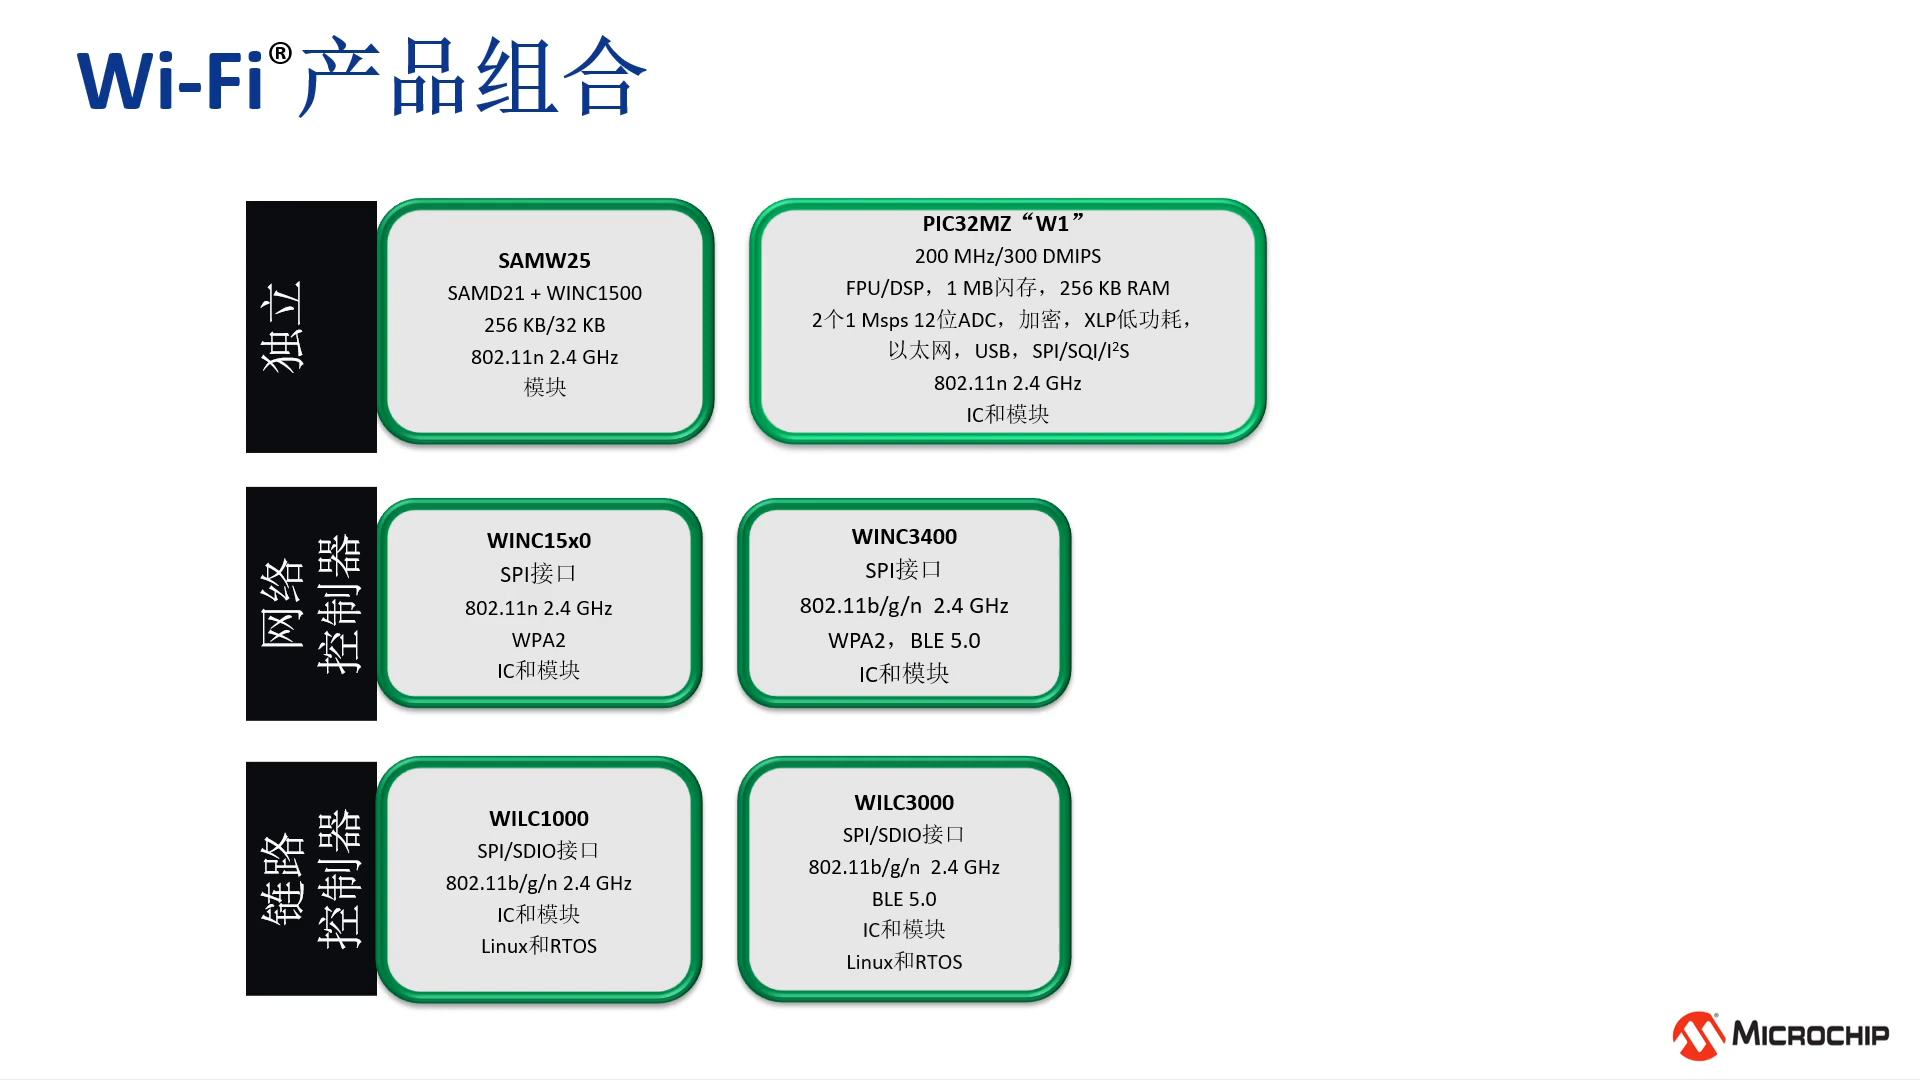 Wi-Fi®产品组合
独立
SAMW25
SAMD21 + WINC1500
256 KB/32 KB
802.11n 2.4 GHz
模块
PIC32MZ“W1”
200 MHz/300 DMIPS
FPU/DSP，1 MB闪存，256 KB RAM
2个1 Msps 12位ADC，加密，XLP低功耗，
以太网，USB，SPI/SQI/I²S
802.11n 2.4 GHz
IC和模块
网络
控制器
WINC15x0
SPI接口
802.11n 2.4 GHz
WPA2
IC和模块
WINC3400
SPI接口
802.11b/g/n  2.4 GHz
WPA2，BLE 5.0
IC和模块
链路
控制器
WILC1000
SPI/SDIO接口
802.11b/g/n 2.4 GHz
IC和模块
Linux和RTOS
WILC3000
SPI/SDIO接口
802.11b/g/n  2.4 GHz
BLE 5.0
IC和模块
Linux和RTOS
MICROCHIP